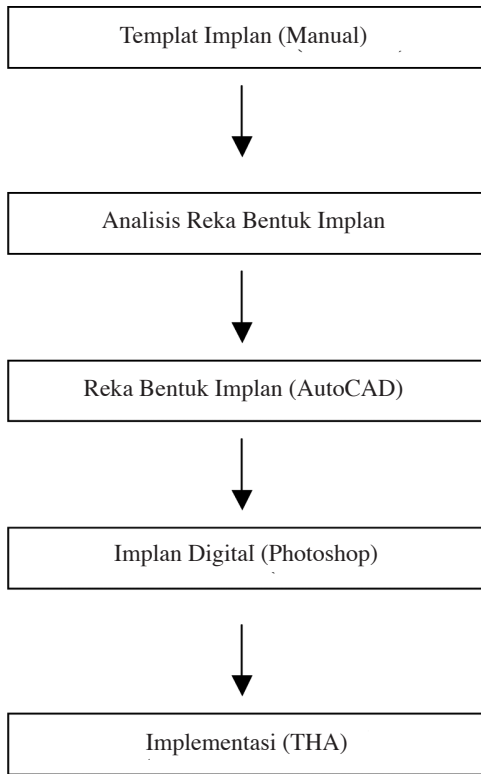 Templat Implan (Manual)
Analisis Reka Bentuk Implan
Reka Bentuk Implan (AutoCAD)
Implan Digital (Photoshop)
Implementasi (THA)